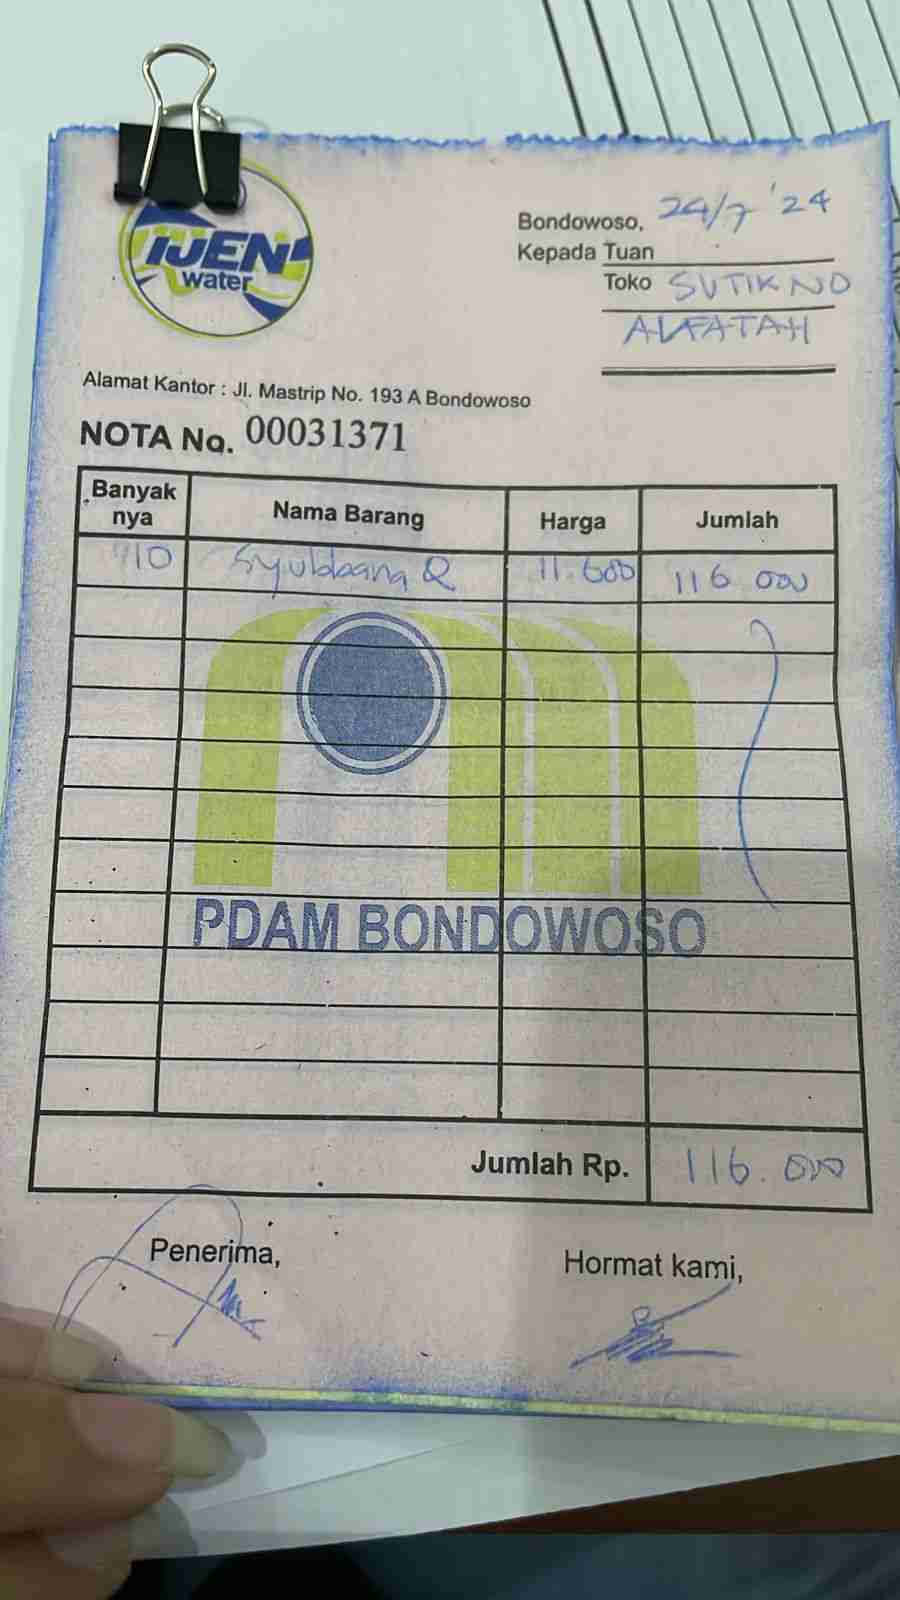 IJEN
water
Bondowoso, 24/7 '24
Kepada Tuan
Toko SUTIKNO
ALFATAH
Alamat Kantor : Jl. Mastrip No. 193 A Bondowoso
NOTA No. 00031371
Banyak nya Nama Barang Harga Jumlah
10 11.600 116 000
PDAM BONDOWOSO
Jumlah Rp. 116.000
Penerima, Hormat kami,